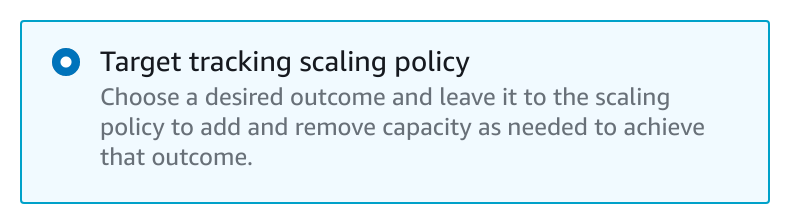 Target tracking scaling policy
Choose a desired outcome and leave it to the scaling
policy to add and remove capacity as needed to achieve
that outcome.